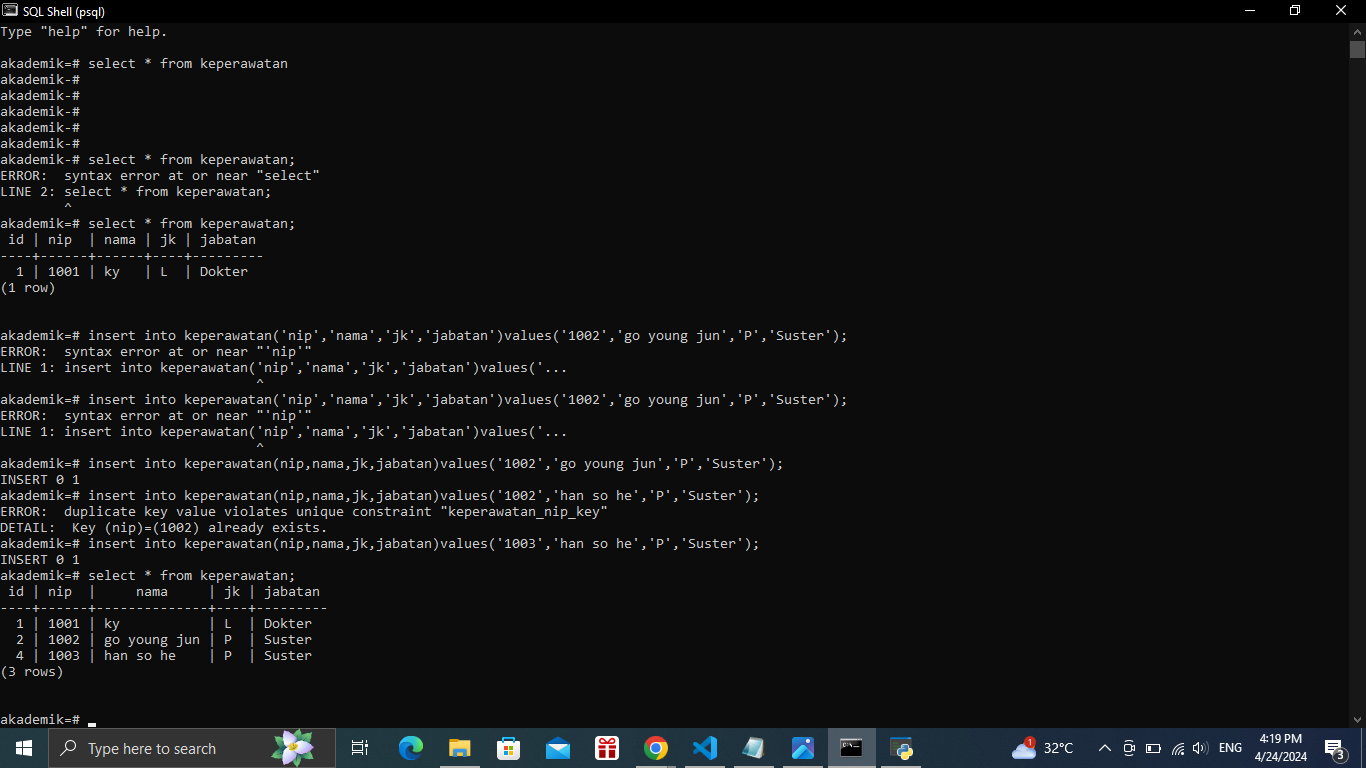 SQL Shell (psql)
Type "help" for help.
akademik=# select * from keperawatan
akademik-#
akademik-#
akademik-#
akademik-#
akademik-#
akademik-# select * from keperawatan;
ERROR:  syntax error at or near "select"
LINE 2: select * from keperawatan;
        ^
akademik=# select * from keperawatan;
 id | nip  | nama | jk | jabatan
----+------+------+----+---------
  1 | 1001 | ky   | L  | Dokter
(1 row)
akademik=# insert into keperawatan('nip','nama','jk','jabatan')values('1002','go young jun','P','Suster');
ERROR:  syntax error at or near "'nip'"
LINE 1: insert into keperawatan('nip','nama','jk','jabatan')values('...
                                ^
akademik=# insert into keperawatan('nip','nama','jk','jabatan')values('1002','go young jun','P','Suster');
ERROR:  syntax error at or near "'nip'"
LINE 1: insert into keperawatan('nip','nama','jk','jabatan')values('...
                                ^
akademik=# insert into keperawatan(nip,nama,jk,jabatan)values('1002','go young jun','P','Suster');
INSERT 0 1
akademik=# insert into keperawatan(nip,nama,jk,jabatan)values('1002','han so he','P','Suster');
ERROR:  duplicate key value violates unique constraint "keperawatan_nip_key"
DETAIL:  Key (nip)=(1002) already exists.
akademik=# insert into keperawatan(nip,nama,jk,jabatan)values('1003','han so he','P','Suster');
INSERT 0 1
akademik=# select * from keperawatan;
 id | nip  |     nama     | jk | jabatan
----+------+--------------+----+---------
  1 | 1001 | ky           | L  | Dokter
  2 | 1002 | go young jun | P  | Suster
  4 | 1003 | han so he    | P  | Suster
(3 rows)
akademik=#
Type here to search
1
32°C
ENG
4:19 PM
4/24/2024
3